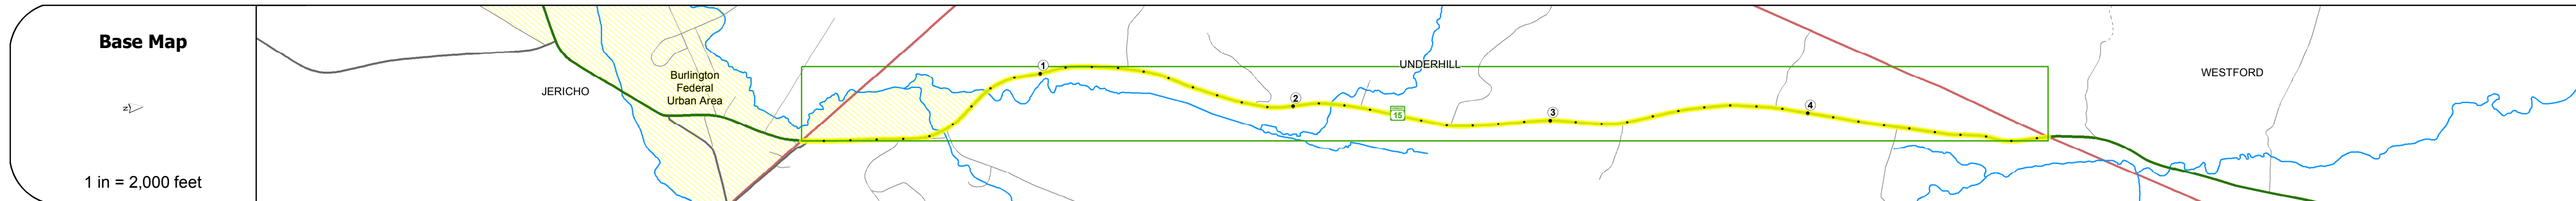 Base Map
N
1 in = 2,000 feet
JERICHO
Burlington
Federal
Urban Area
1
2
UNDERHILL
15
3
4
WESTFORD